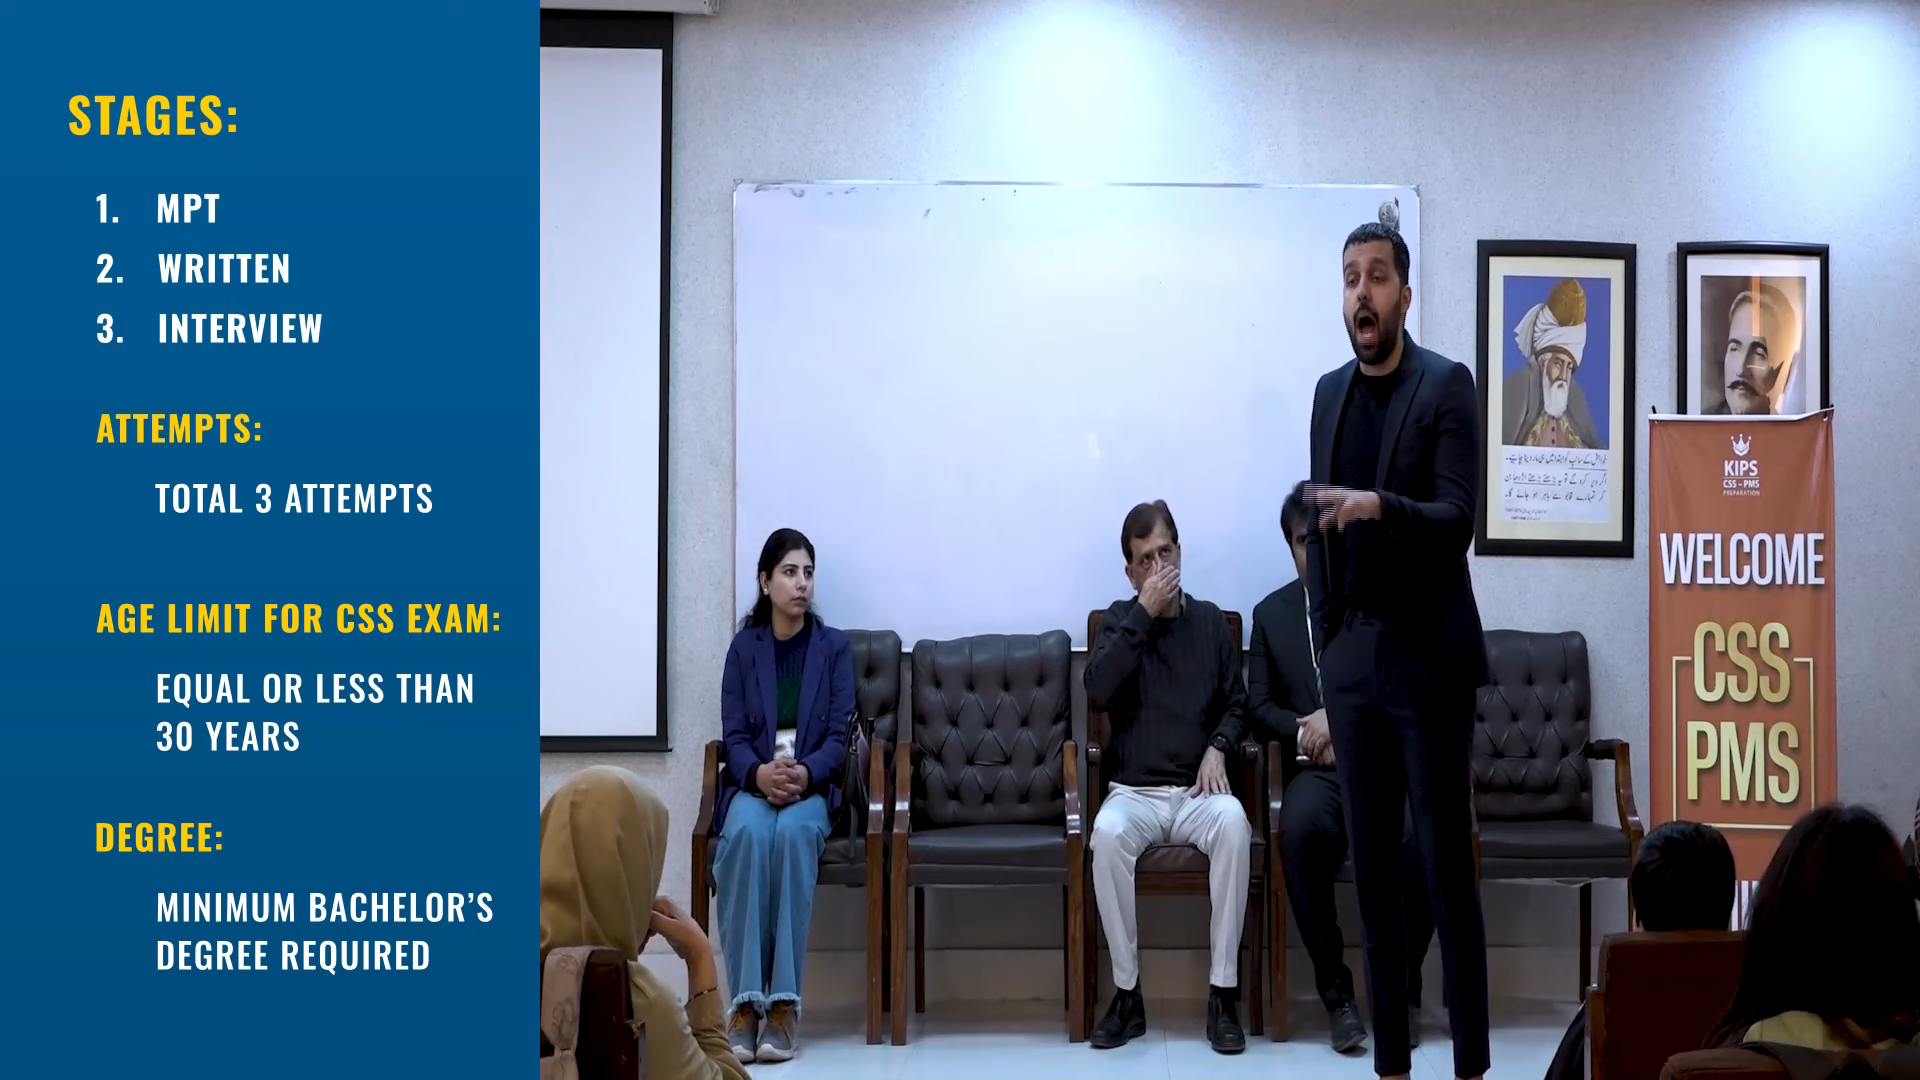 STAGES:
1. MPT
2. WRITTEN
3. INTERVIEW
ATTEMPTS:
TOTAL 3 ATTEMPTS
AGE LIMIT FOR CSS EXAM:
EQUAL OR LESS THAN
30 YEARS
DEGREE:
MINIMUM BACHELOR’S
DEGREE REQUIRED
KIPS
CSS – PMS
PREPARATION
WELCOME
CSS
PMS